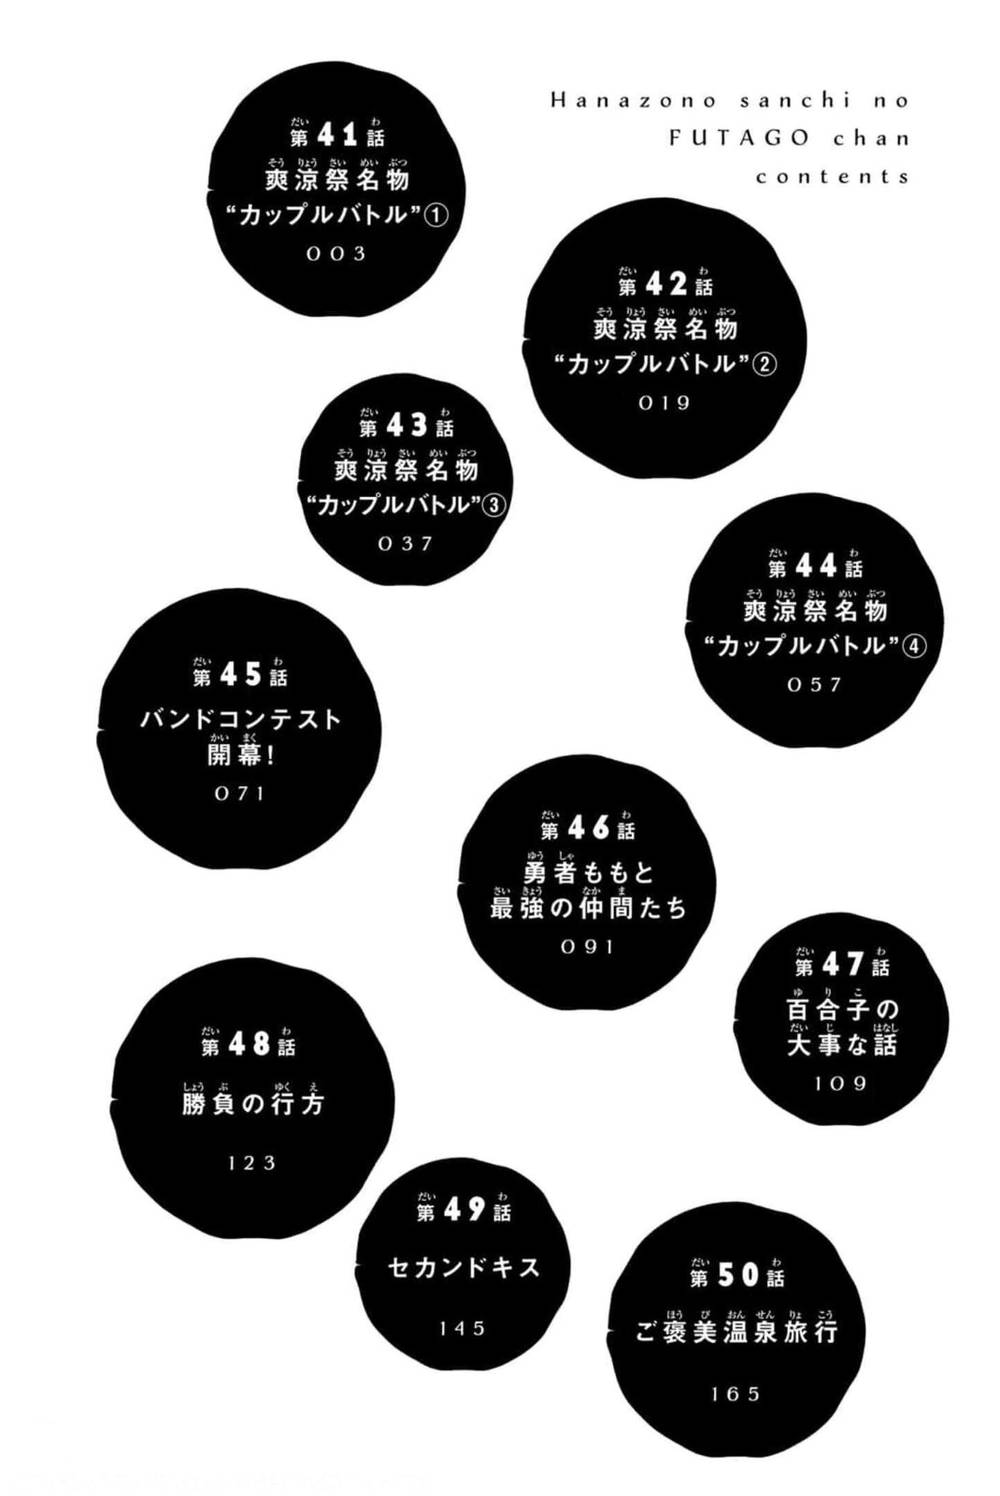 Hanazono sanchi no
FUTAGO chan
contents
第41話
爽涼祭名物
“カップルバトル”①
003
第42話
爽涼祭名物
“カップルバトル”②
019
第43話
爽涼祭名物
“カップルバトル”③
037
第44話
爽涼祭名物
“カップルバトル”④
057
第45話
バンドコンテスト
開幕!
071
第46話
勇者ももと
最強の仲間たち
091
第47話
百合子の
大事な話
109
第48話
勝負の行方
123
第49話
セカンドキス
145
第50話
ご褒美温泉旅行
165